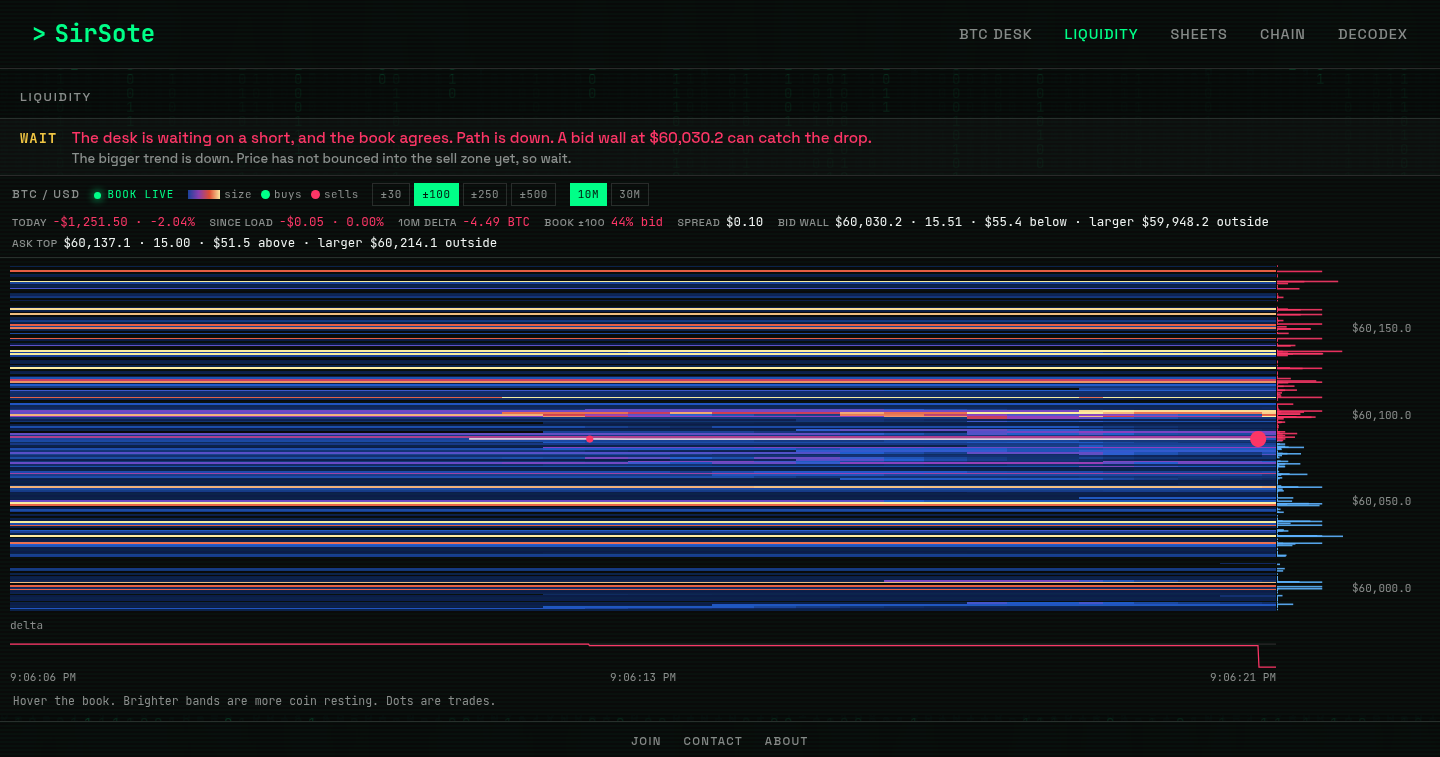 > SirSote
BTC DESK LIQUIDITY SHEETS CHAIN DECODEX
LIQUIDITY
WAIT The desk is waiting on a short, and the book agrees. Path is down. A bid wall at $60,030.2 can catch the drop.
The bigger trend is down. Price has not bounced into the sell zone yet, so wait.
BTC / USD BOOK LIVE size buys sells ±30 ±100 ±250 ±500 10M 30M
TODAY -$1,251.50 · -2.04% SINCE LOAD -$0.05 · 0.00% 10M DELTA -4.49 BTC BOOK ±100 44% bid SPREAD $0.10 BID WALL $60,030.2 · 15.51 · $55.4 below · larger $59,948.2 outside
ASK TOP $60,137.1 · 15.00 · $51.5 above · larger $60,214.1 outside
$60,150.0
$60,100.0
$60,050.0
$60,000.0
delta
9:06:06 PM 9:06:13 PM 9:06:21 PM
Hover the book. Brighter bands are more coin resting. Dots are trades.
JOIN CONTACT ABOUT